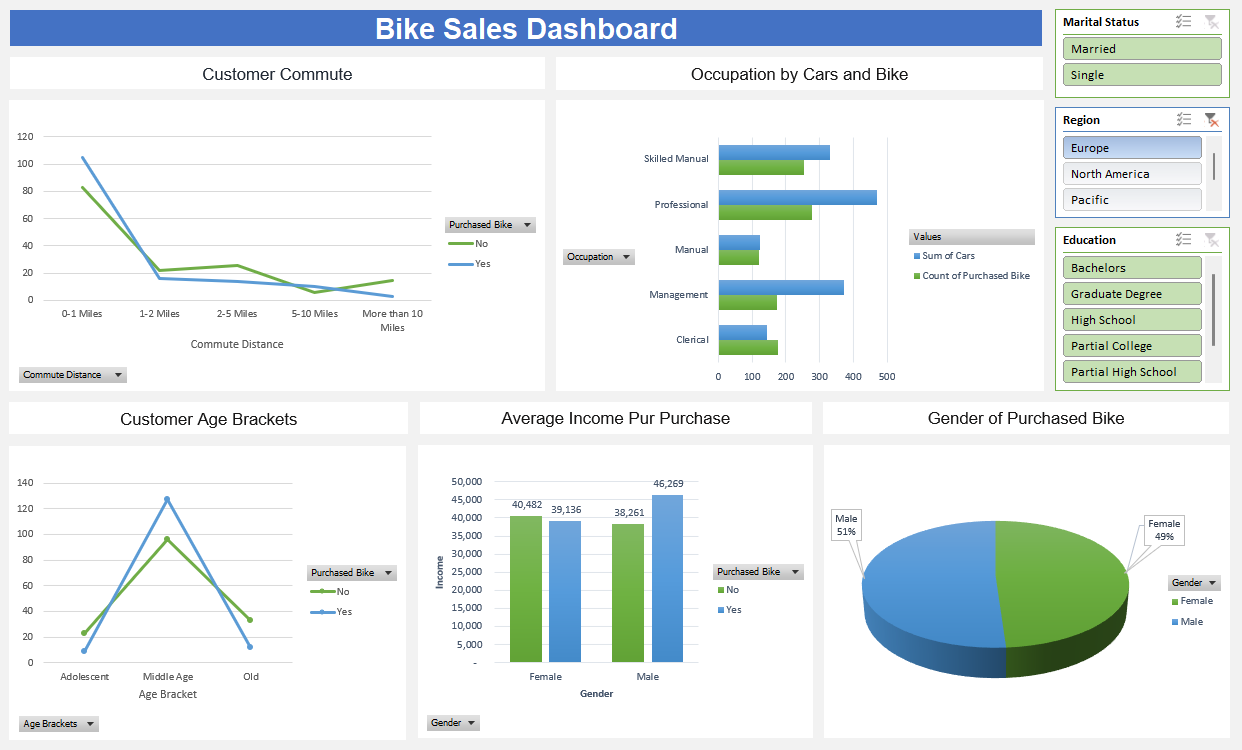 Bike Sales Dashboard
Customer Commute
120
100
80
60
40
20
0
0-1 Miles
1-2 Miles
2-5 Miles
5-10 Miles
More than 10
Miles
Commute Distance
Purchased Bike
No
Yes
Commute Distance
Occupation by Cars and Bike
Occupation
Skilled Manual
Professional
Manual
Management
Clerical
0
100
200
300
400
500
Values
Sum of Cars
Count of Purchased Bike
Marital Status
Married
Single
Region
Europe
North America
Pacific
Education
Bachelors
Graduate Degree
High School
Partial College
Partial High School
Customer Age Brackets
140
120
100
80
60
40
20
0
Adolescent
Middle Age
Old
Age Bracket
Purchased Bike
No
Yes
Age Brackets
Average Income Pur Purchase
Income
50,000
45,000
40,000
35,000
30,000
25,000
20,000
15,000
10,000
5,000
-
40,482
39,136
38,261
46,269
Female
Male
Gender
Purchased Bike
No
Yes
Gender
Gender of Purchased Bike
Male
51%
Female
49%
Gender
Female
Male